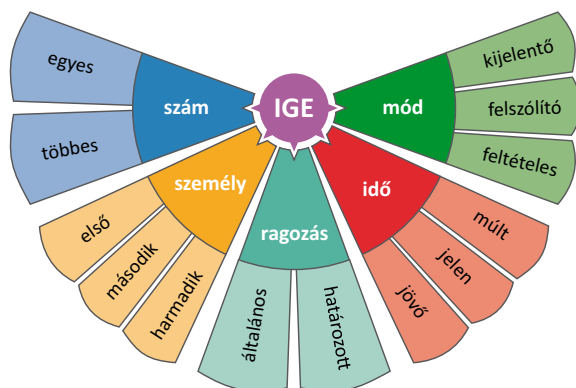 IGE
szám
egyes
többes
személy
első
második
harmadik
ragozás
általános
határozott
idő
múlt
jelen
jövő
mód
kijelentő
felszólító
feltételes